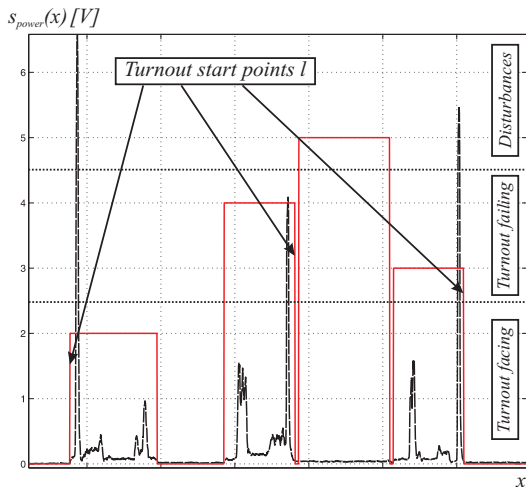 s_power(x) [V]
Turnout start points l
Disturbances
Turnout failing
Turnout facing
6
5
4
3
2
1
0
x